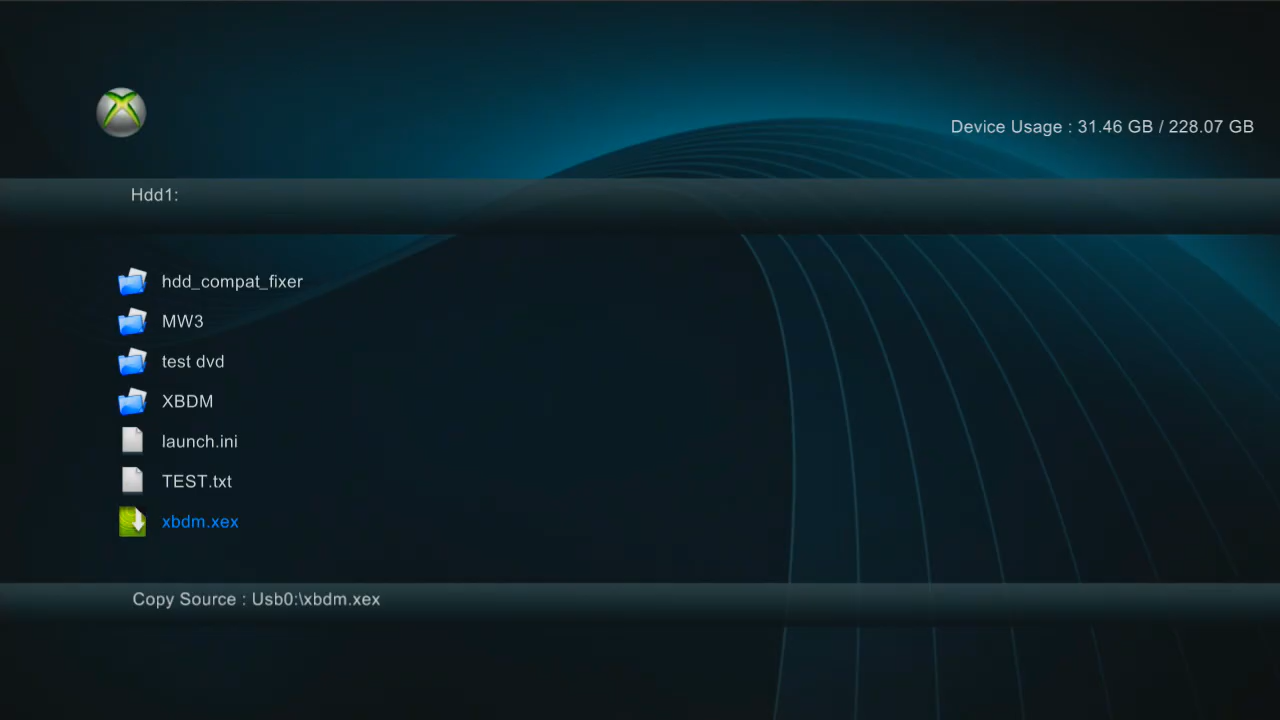 Device Usage : 31.46 GB / 228.07 GB
Hdd1:
hdd_compat_fixer
MW3
test dvd
XBDM
launch.ini
TEST.txt
xbdm.xex
Copy Source : Usb0:\xbdm.xex